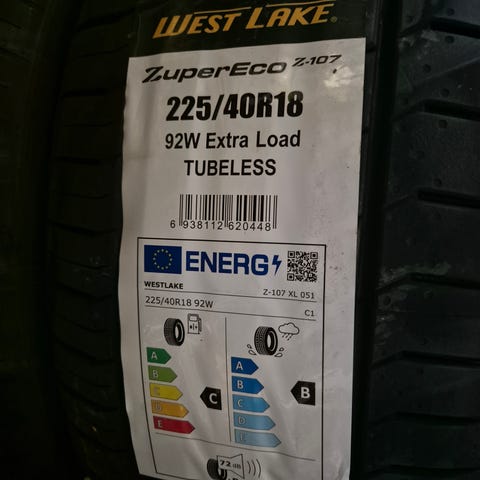 WEST LAKE
ZuperEco Z-107
225/40R18
92W Extra Load
TUBELESS
6 938112 620448
ENERG
WESTLAKE Z-107 XL 051
225/40R18 92W C1
A A
B B
C C
D D
E E
C B
72 dB